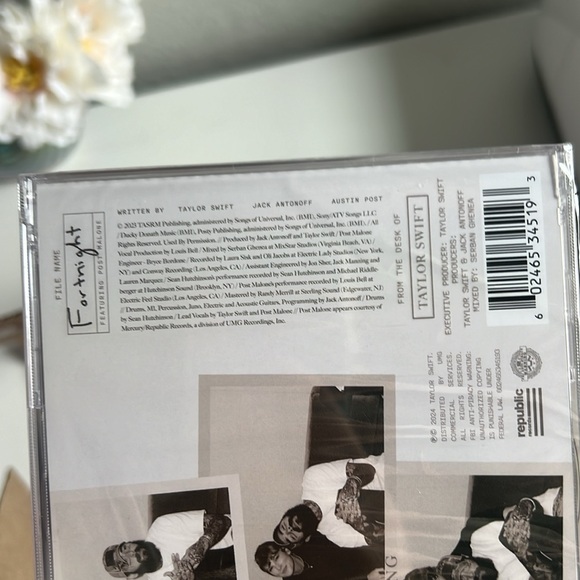 FILE NAME
Fortnight
FEATURING POST MALONE
WRITTEN BY TAYLOR SWIFT JACK ANTONOFF AUSTIN POST
© 2023 TASRM Publishing, administered by Songs of Universal, Inc. (BMI), Sony/ATV Songs LLC
(Ducky Donath Music (BMI), Posty Publishing, administered by Songs of Universal, Inc. (BMI). // All
Rights Reserved. Used By Permission. // Produced by Jack Antonoff and Taylor Swift // Post Malone
Vocal Production by Louis Bell // Mixed by Serban Ghenea at MixStar Studios (Virginia Beach, VA) //
Engineer - Bryce Bordone / Recorded by Laura Sisk and Oli Jacobs at Electric Lady Studios (New York,
NY) and Conway Recording (Los Angeles, CA) // Assistant Engineered by Jon Sher, Jack Manning and
Lauren Marquez // Sean Hutchinson's performance recorded by Sean Hutchinson and Michael Riddle-
berger at Hutchinson Sound (Brooklyn, NY) // Post Malone's performance recorded by Louis Bell at
Electric Feel Studio (Los Angeles, CA) // Mastered by Randy Merrill at Sterling Sound (Edgewater, NJ)
// Drums, M1, Percussion, Juno, Electric and Acoustic Guitars, Programming by Jack Antonoff // Drums
by Sean Hutchinson // Lead Vocals by Taylor Swift and Post Malone // Post Malone appears courtesy of
Mercury/Republic Records, a division of UMG Recordings, Inc.
FROM THE DESK OF
TAYLOR SWIFT
EXECUTIVE PRODUCER: TAYLOR SWIFT
PRODUCERS:
TAYLOR SWIFT & JACK ANTONOFF
MIXED BY: SERBAN GHENEA
6 02465 34519 3
℗© 2024 TAYLOR SWIFT.
DISTRIBUTED BY UMG
COMMERCIAL SERVICES.
ALL RIGHTS RESERVED.
FBI ANTI-PIRACY WARNING:
UNAUTHORIZED COPYING
IS PUNISHABLE UNDER
FEDERAL LAW.
republic
NG